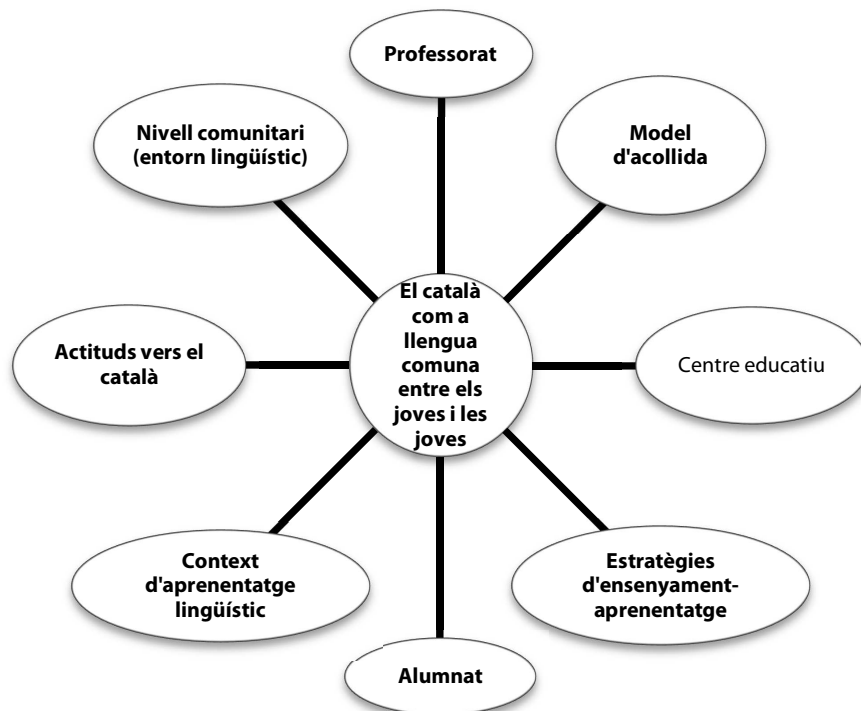 Professorat
Nivell comunitari
(entorn lingüístic)
Model
d'acollida
El català
com a
llengua
comuna
entre els
joves i les
joves
Actituds vers el
català
Centre educatiu
Context
d'aprenentatge
lingüístic
Estratègies
d'ensenyament-
aprenentatge
Alumnat